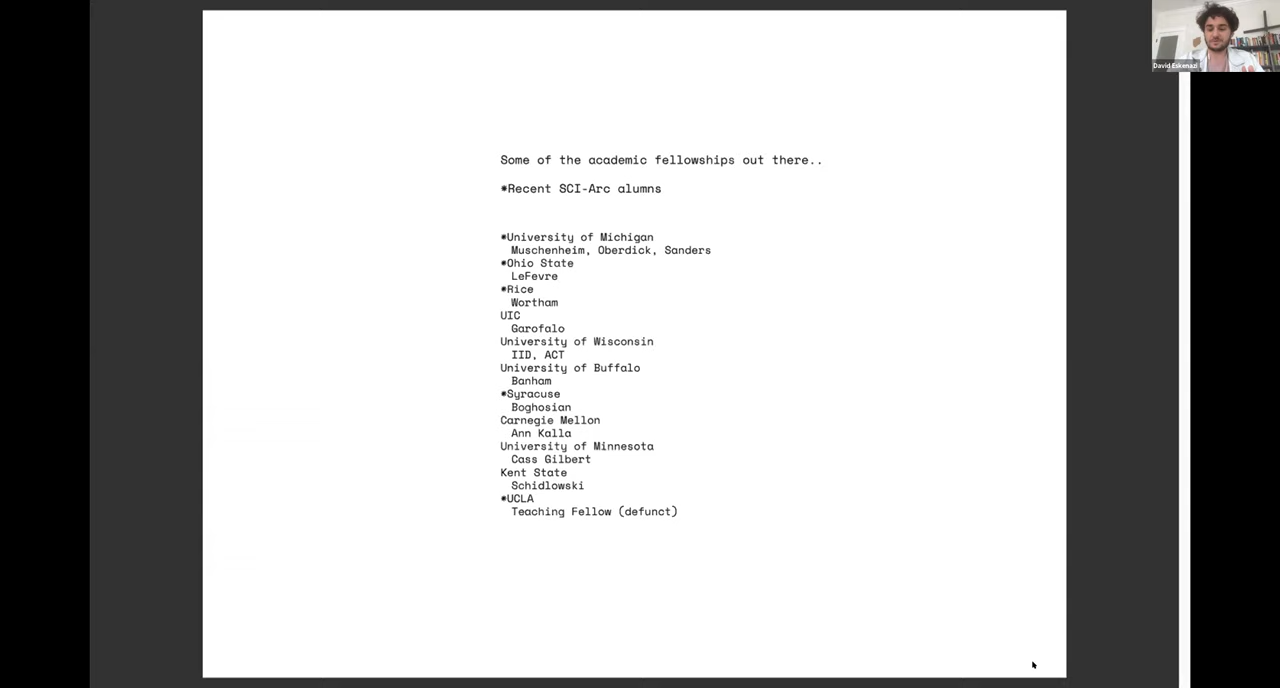 Some of the academic fellowships out there..
*Recent SCI-Arc alumns
*University of Michigan
Muschenheim, Oberdick, Sanders
*Ohio State
LeFevre
*Rice
Wortham
UIC
Garofalo
University of Wisconsin
IID, ACT
University of Buffalo
Banham
*Syracuse
Boghosian
Carnegie Mellon
Ann Kalla
University of Minnesota
Cass Gilbert
Kent State
Schidlowski
*UCLA
Teaching Fellow (defunct)
David Eskenazi